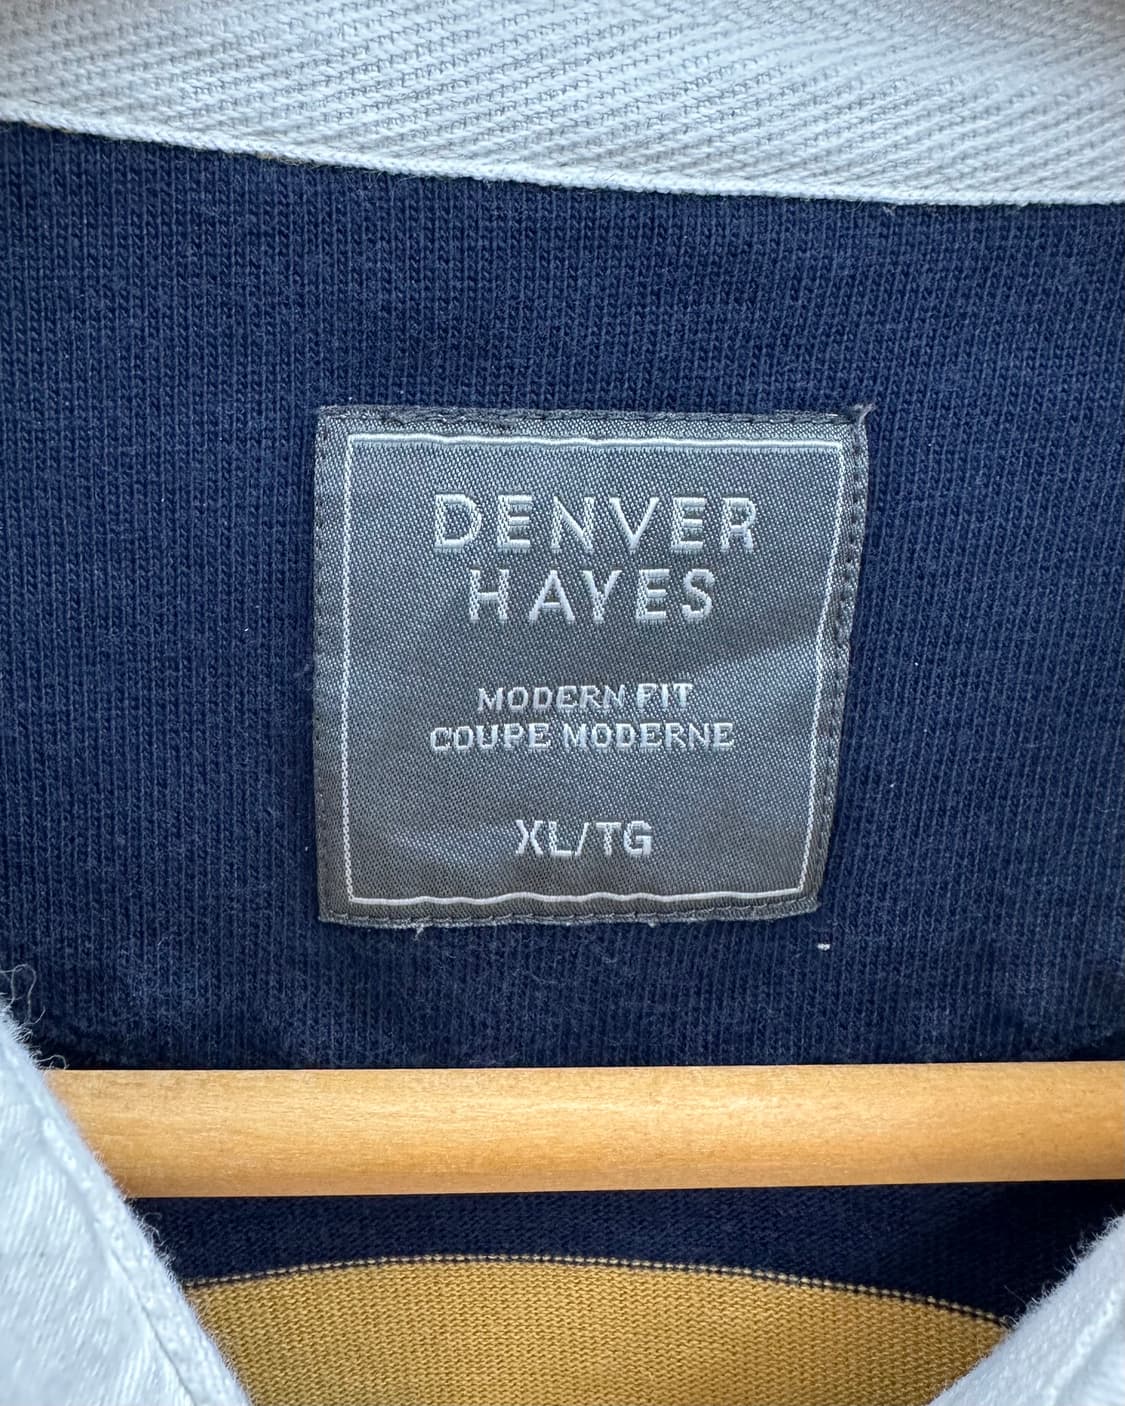 DENVER
HAYES
MODERN FIT
COUPE MODERNE
XL/TG